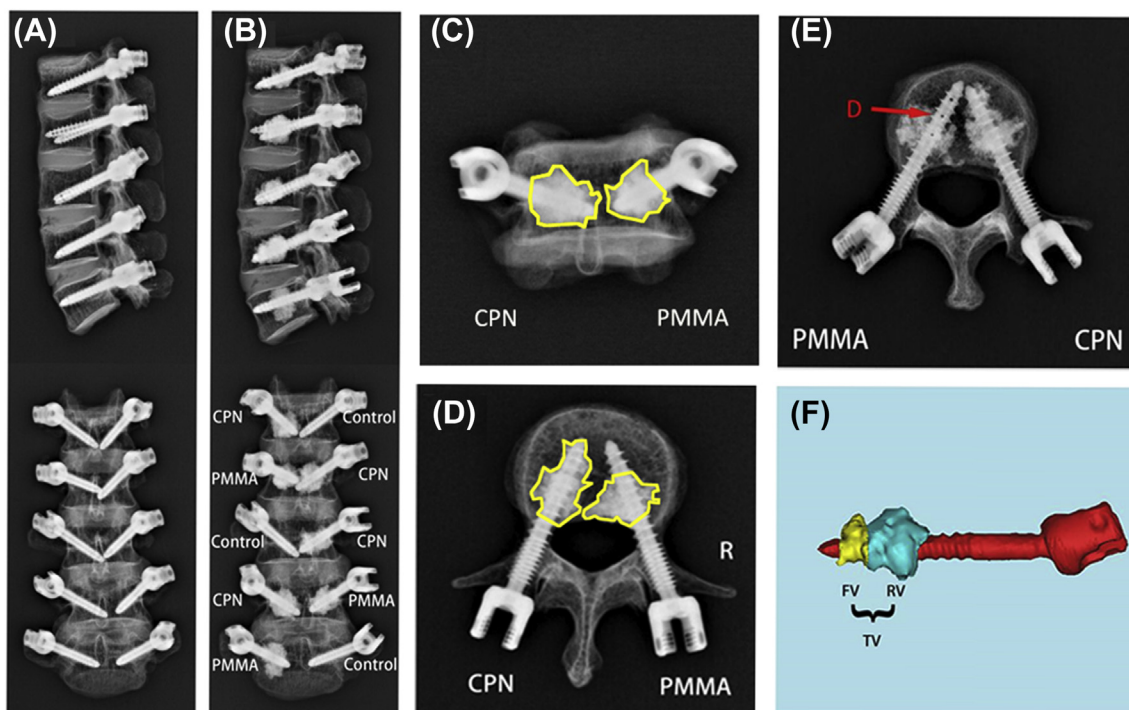 (A)
(B)
CPN Control
PMMA CPN
Control CPN
CPN PMMA
PMMA Control
(C)
CPN PMMA
(D)
R
CPN PMMA
(E)
D
PMMA CPN
(F)
FV RV
TV